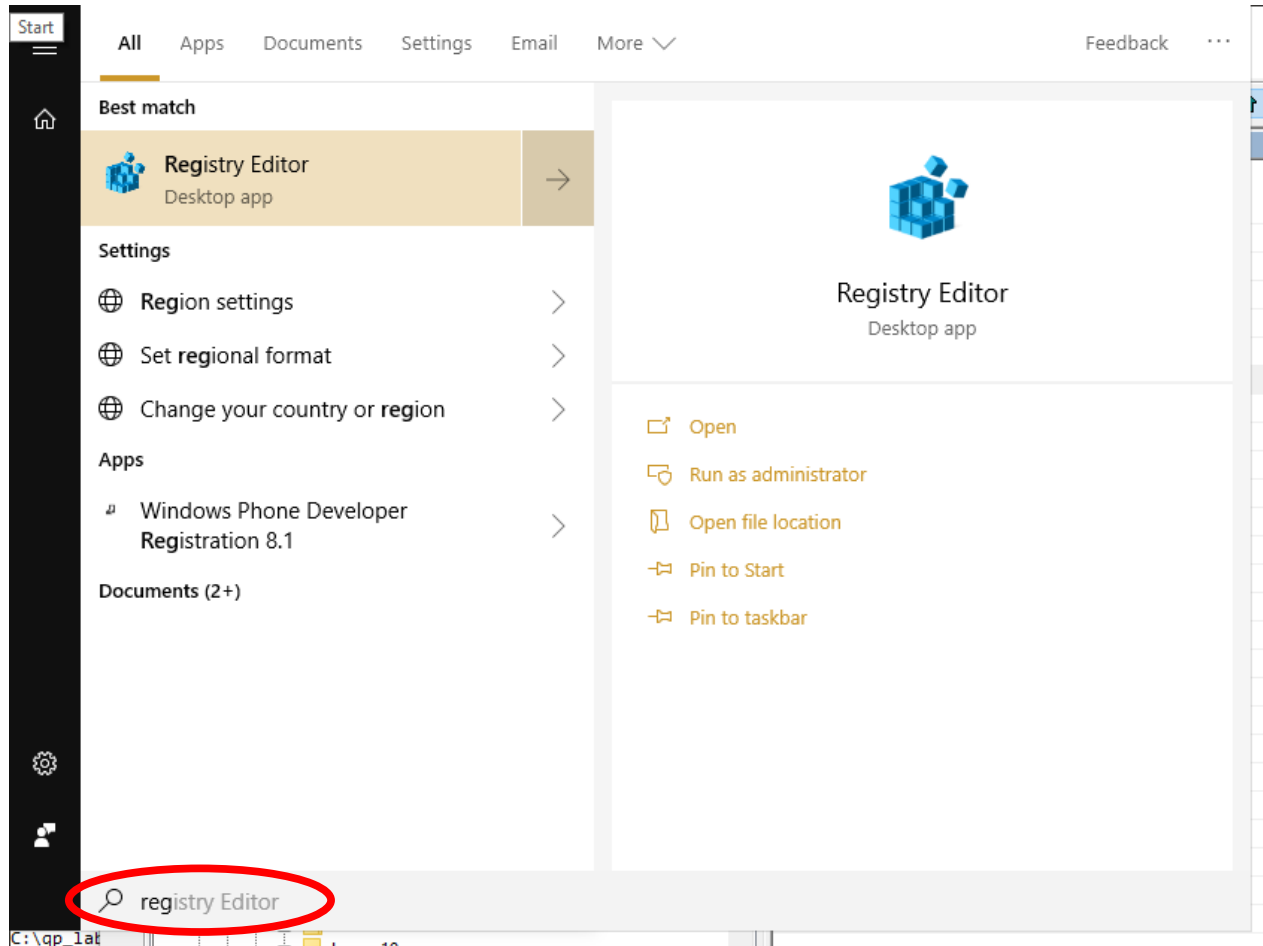 Start
All Apps Documents Settings Email More Feedback ...
Best match
Registry Editor
Desktop app
Settings
Region settings
Set regional format
Change your country or region
Apps
Windows Phone Developer
Registration 8.1
Documents (2+)
Registry Editor
Desktop app
Open
Run as administrator
Open file location
Pin to Start
Pin to taskbar
registry Editor
C:\qp_lab